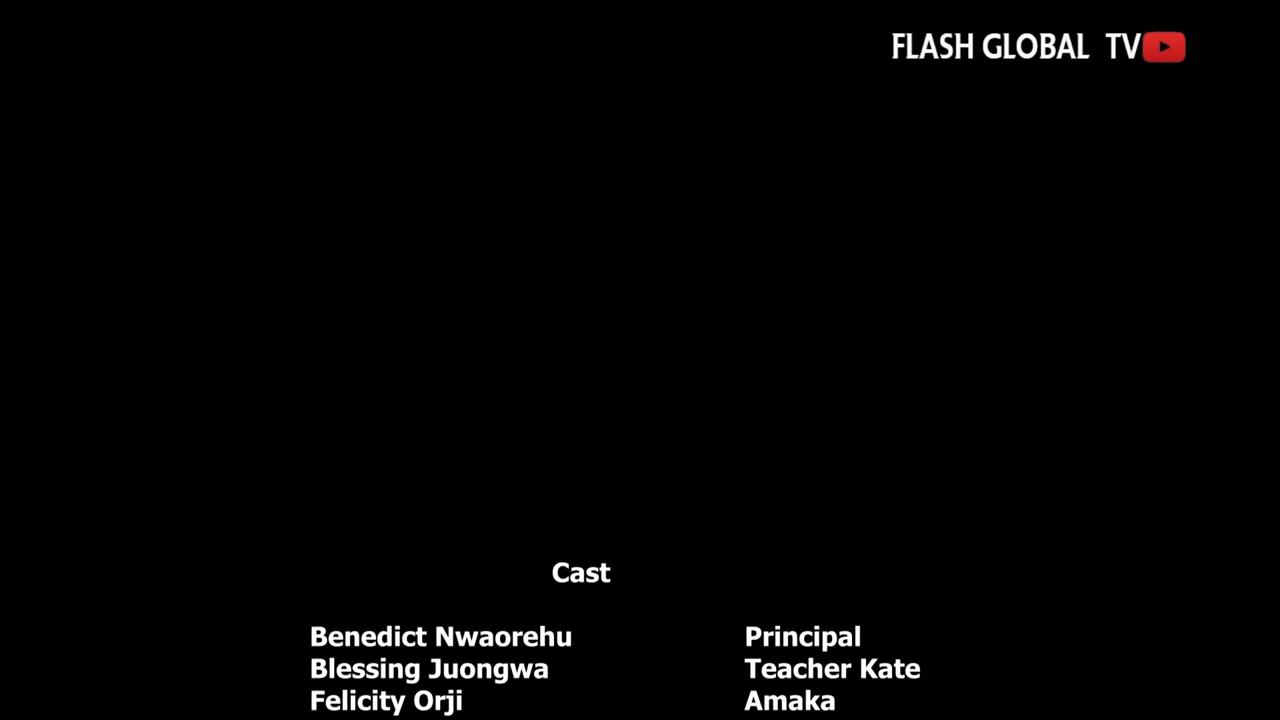 FLASH GLOBAL TV
Cast
Benedict Nwaorehu Principal
Blessing Juongwa Teacher Kate
Felicity Orji Amaka